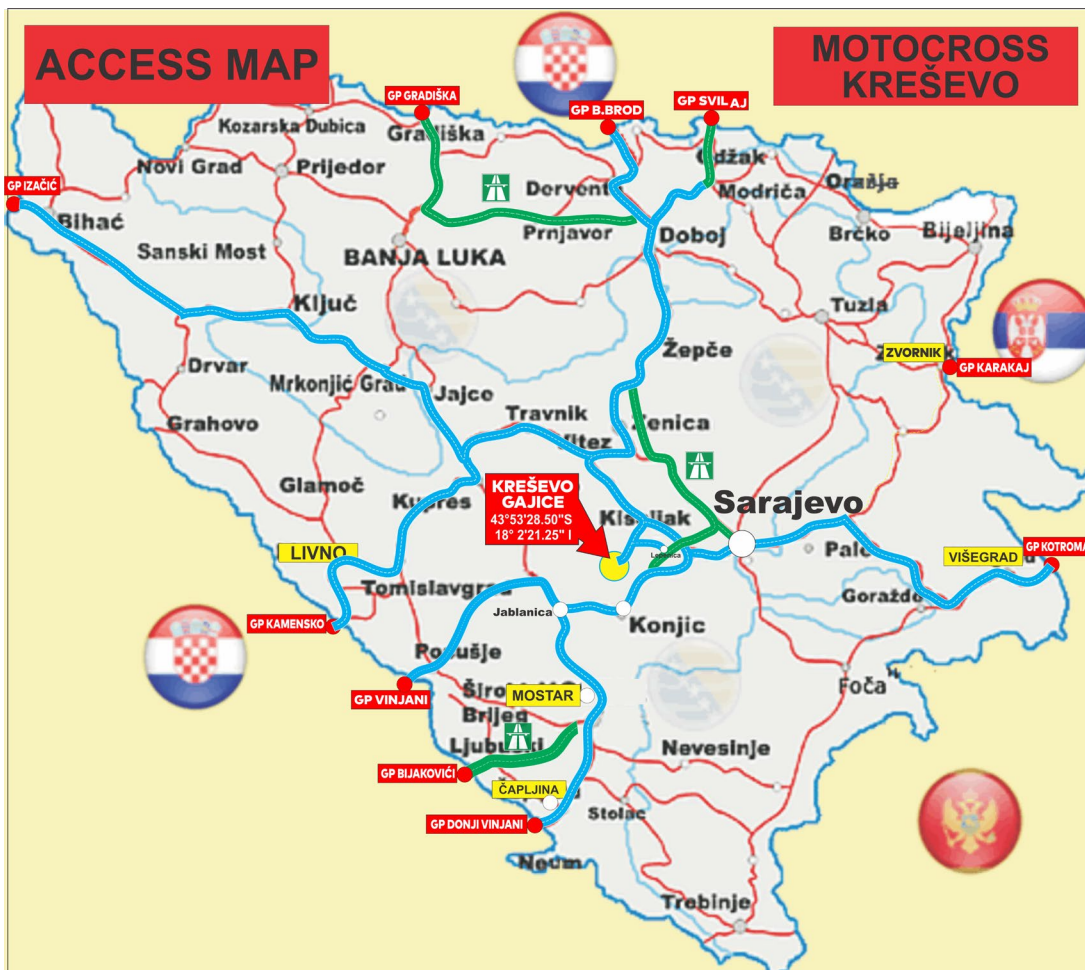 ACCESS MAP
MOTOCROSS
KREŠEVO
GP GRADIŠKA
GP B.BROD
GP SVILAJ
Kozarska Dubica
Gradiška
Odžak
Novi Grad
Prijedor
Derventa
Modriča
Orašje
GP IZAČIĆ
Bihać
Prnjavor
Doboj
Brčko
Bijeljina
Sanski Most
BANJA LUKA
Ključ
Tuzla
Žepče
ZVORNIK
GP KARAKAJ
Drvar
Mrkonjić Grad
Jajce
Grahovo
Travnik
Vitez
Zenica
Glamoč
Kupres
KREŠEVO
GAJICE
43°53'28.50"S
18° 2'21.25" I
Kiseljak
Sarajevo
LIVNO
Lepenica
Pale
VIŠEGRAD
GP KOTROMA
Tomislavgrad
Goražde
Jablanica
Konjic
GP KAMENSKO
Posušje
Foča
GP VINJANI
MOSTAR
Brijeg
Ljubuški
Nevesinje
GP BIJAKOVIĆI
ČAPLJINA
Stolac
GP DONJI VINJANI
Neum
Trebinje